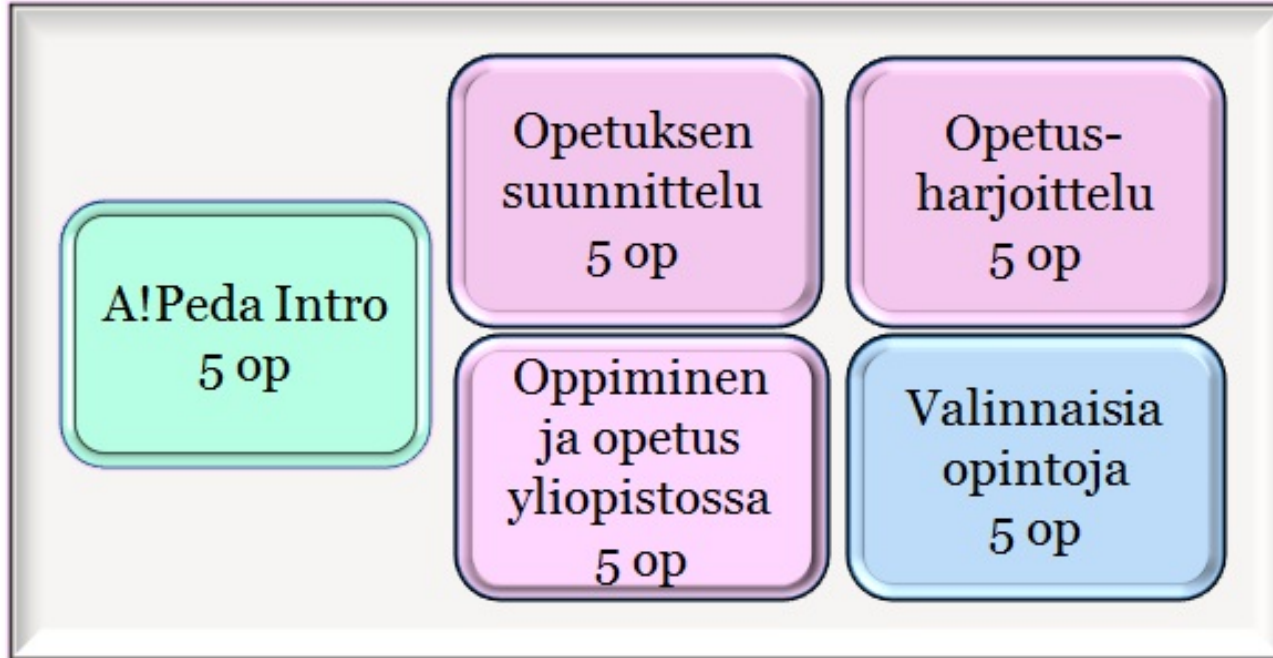 A!Peda Intro
5 op
Opetuksen
suunnittelu
5 op
Oppiminen
ja opetus
yliopistossa
5 op
Opetus-
harjoittelu
5 op
Valinnaisia
opintoja
5 op